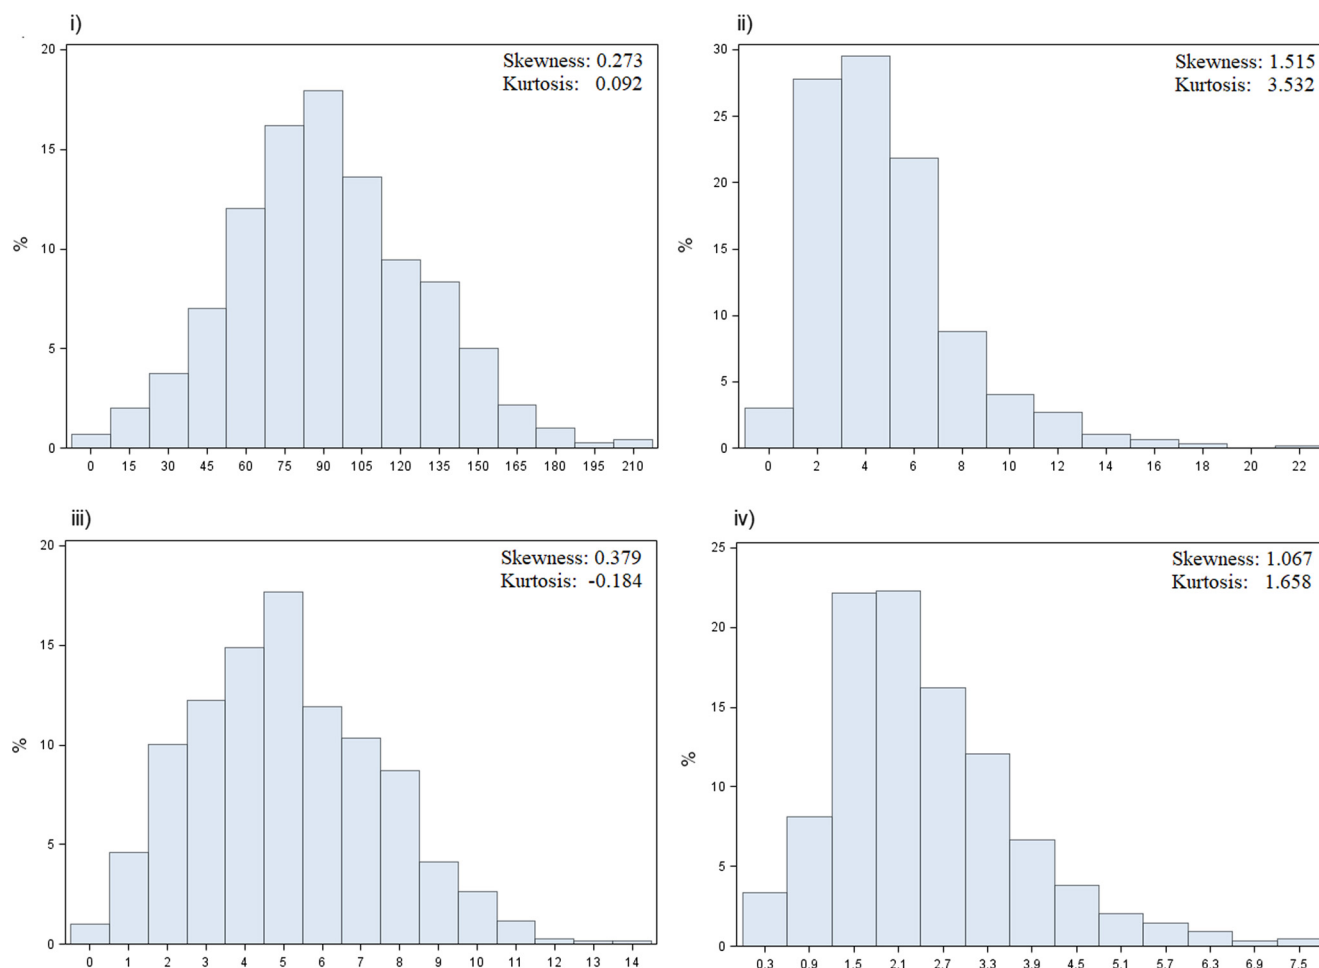 i)
Skewness: 0.273
Kurtosis: 0.092
20
15
10
5
0
%
0 15 30 45 60 75 90 105 120 135 150 165 180 195 210
ii)
Skewness: 1.515
Kurtosis: 3.532
30
25
20
15
10
5
0
%
0 2 4 6 8 10 12 14 16 18 20 22
iii)
Skewness: 0.379
Kurtosis: -0.184
20
15
10
5
0
%
0 1 2 3 4 5 6 7 8 9 10 11 12 13 14
iv)
Skewness: 1.067
Kurtosis: 1.658
25
20
15
10
5
0
%
0.3 0.9 1.5 2.1 2.7 3.3 3.9 4.5 5.1 5.7 6.3 6.9 7.5